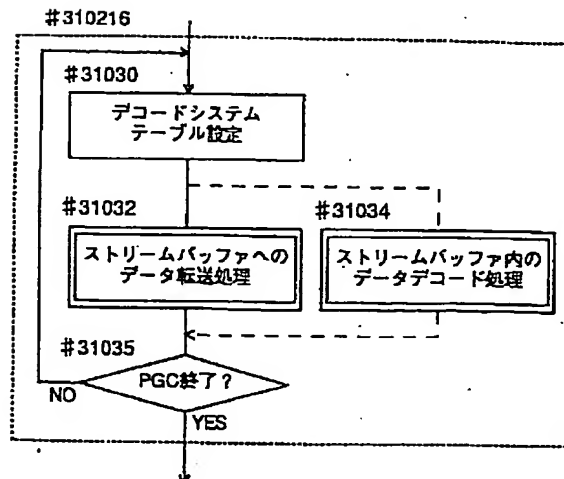 #310216
#31030
デコードシステム
テーブル設定
#31032
#31034
ストリームバッファへの
データ転送処理
ストリームバッファ内の
データデコード処理
#31035
PGC終了?
NO
YES